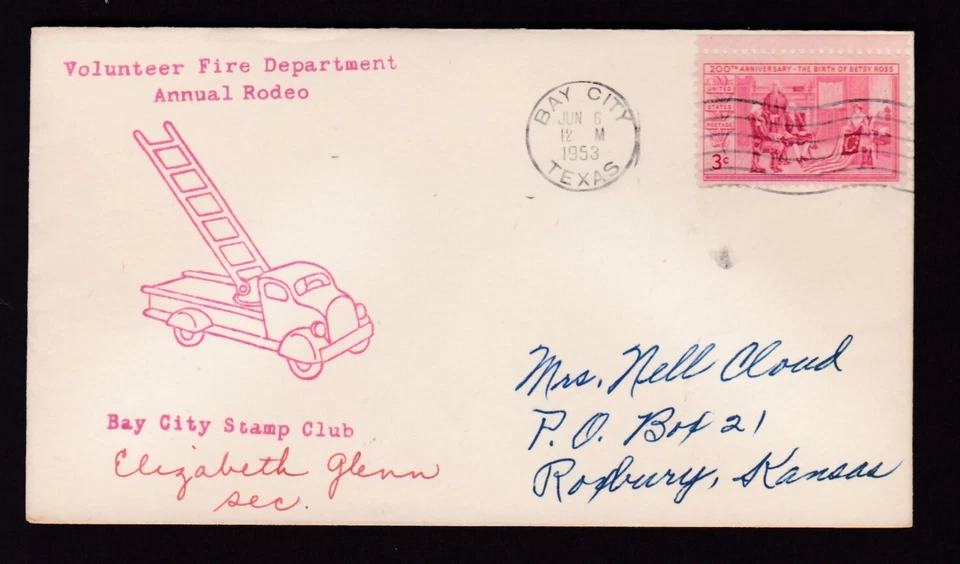 Volunteer Fire Department
Annual Rodeo
BAY CITY
JUN 6
12 M
1953
TEXAS
200TH ANNIVERSARY - THE BIRTH OF BETSY ROSS
UNITED
STATES
POSTAGE
3¢
Mrs. Nell Cloud
P. O. Box 21
Roxbury, Kansas
Bay City Stamp Club
Elizabeth Glenn
sec.